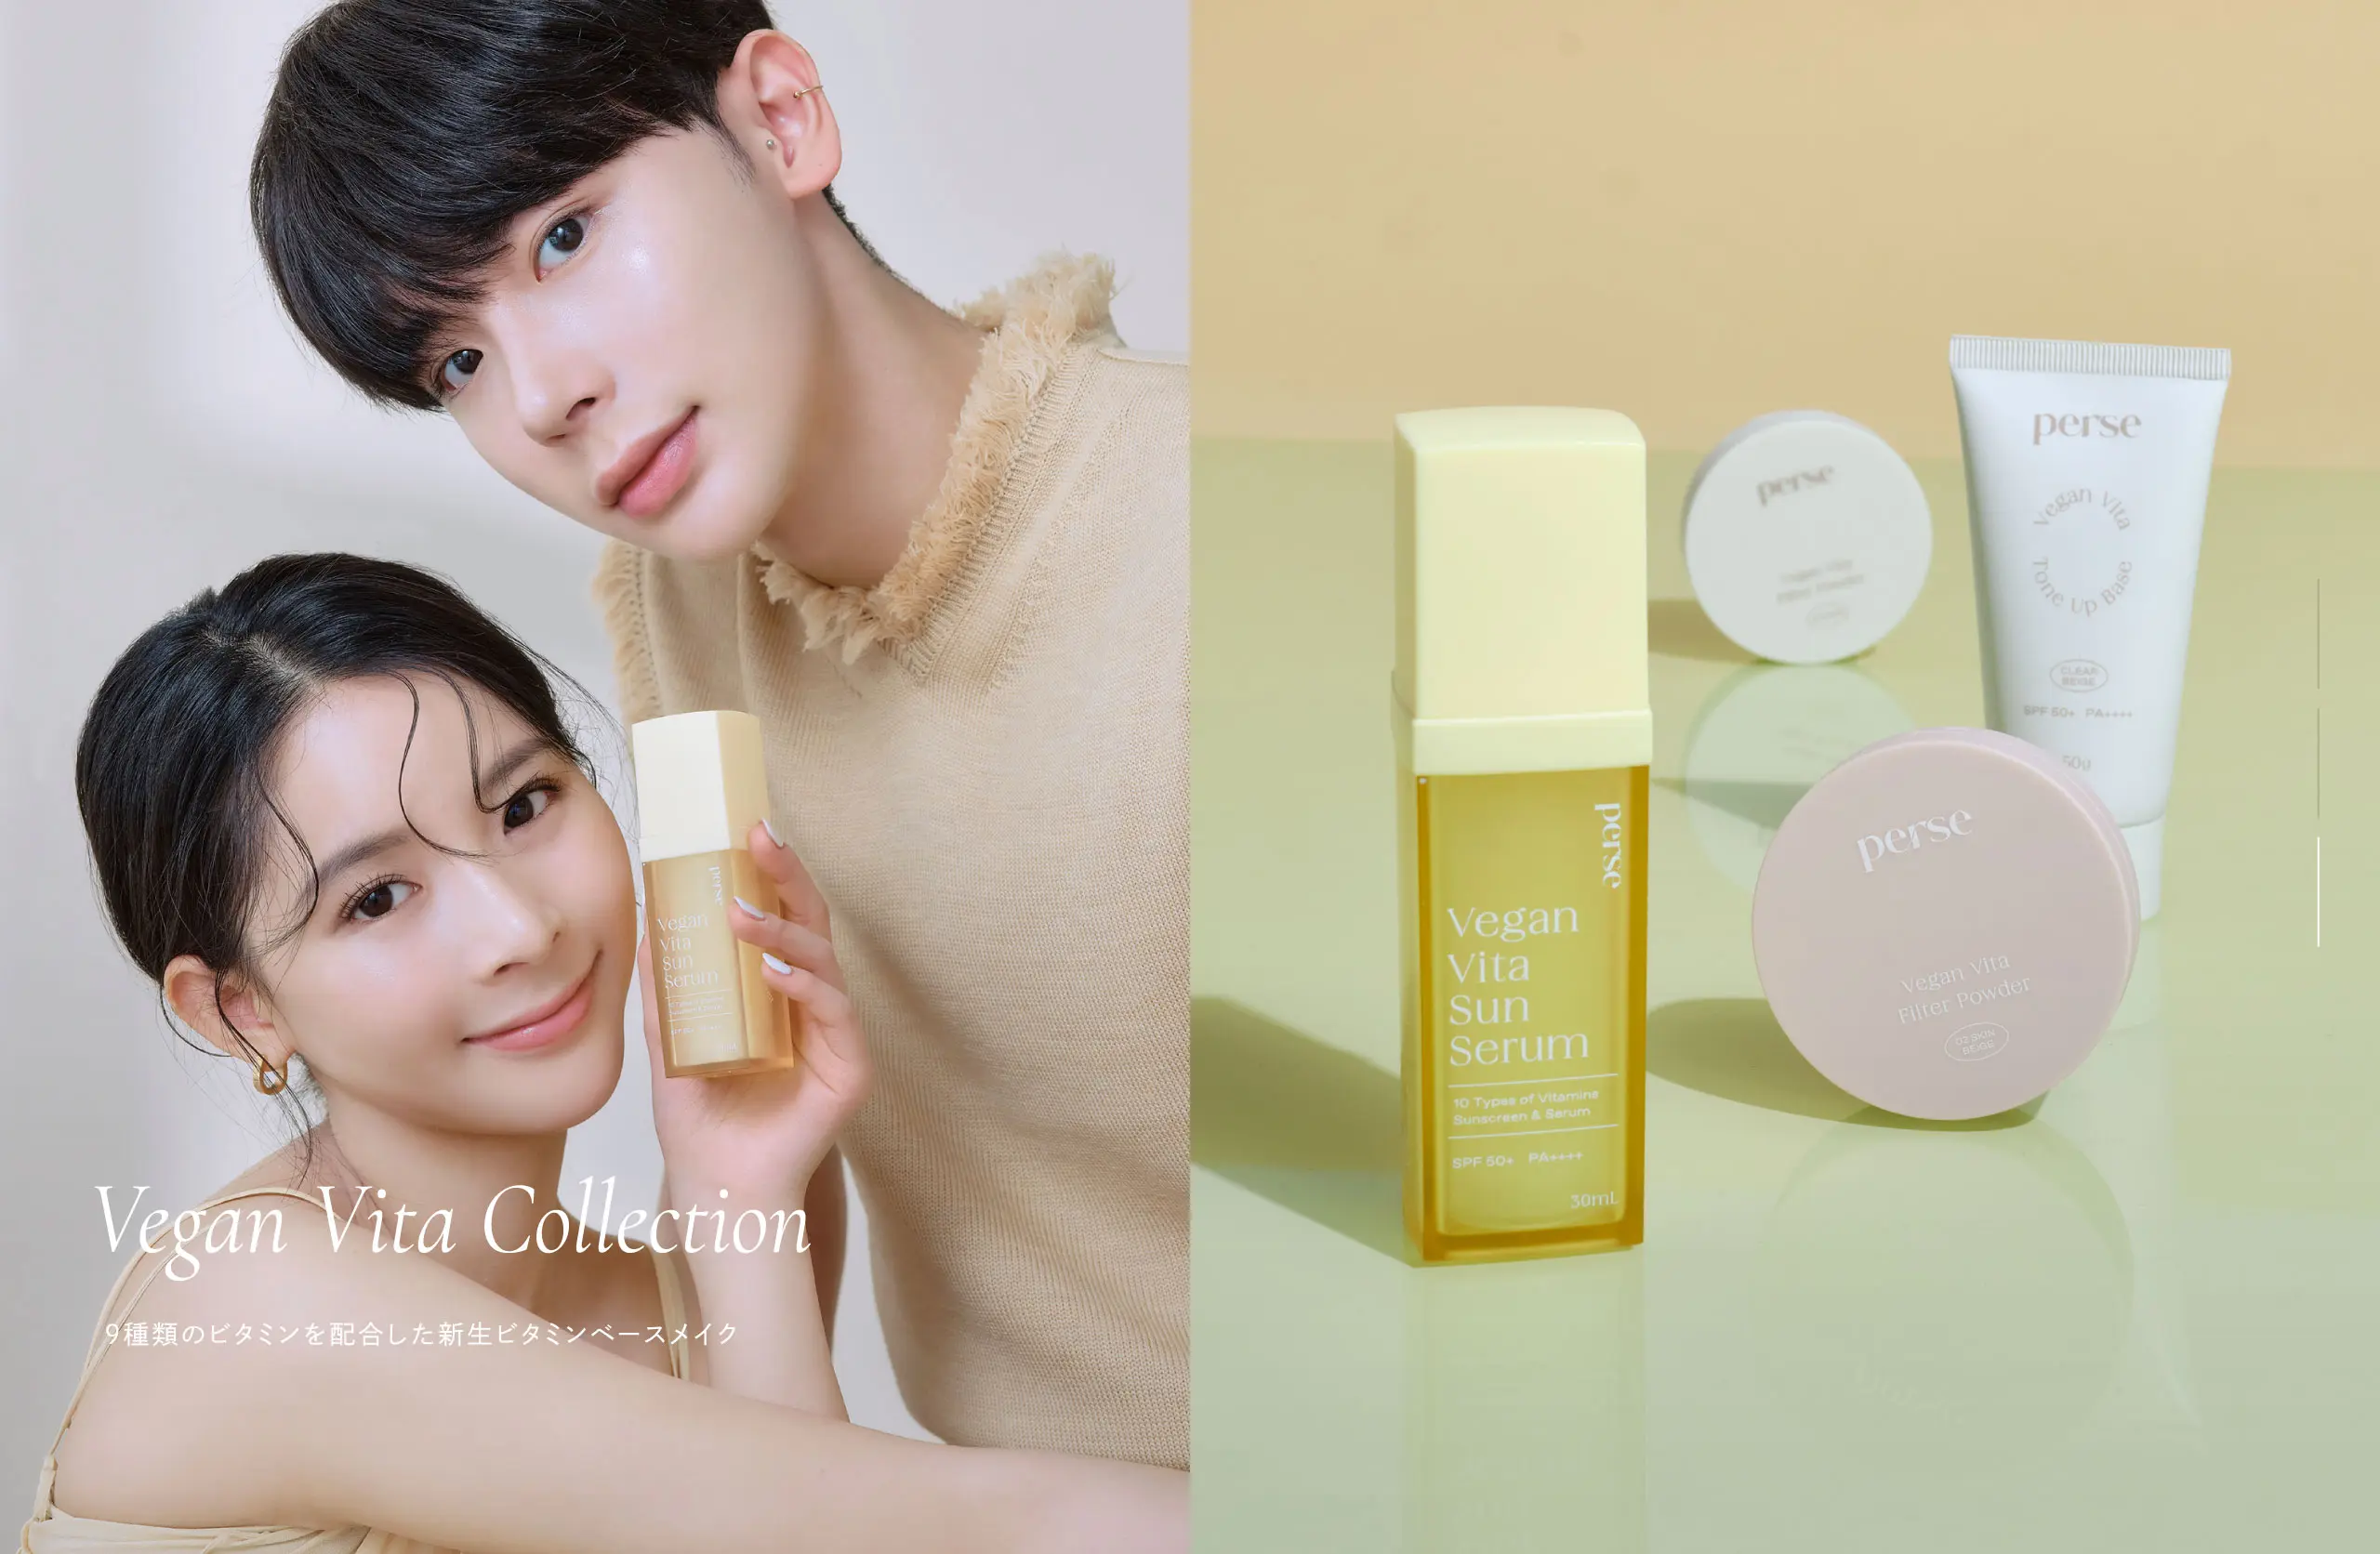 perse
Vegan
Vita
Sun
Serum
Vegan Vita Collection
9種類のビタミンを配合した新生ビタミンベースメイク
perse
Vegan
Vita
Sun
Serum
10 Types of Vitamins
Sunscreen & Serum
SPF 50+ PA++++
30mL
perse
perse
Vegan Vita
Tone Up Base
CLEAR
BEIGE
SPF 50+ PA++++
50g
perse
Vegan Vita
Filter Powder
02 SKIN
BEIGE